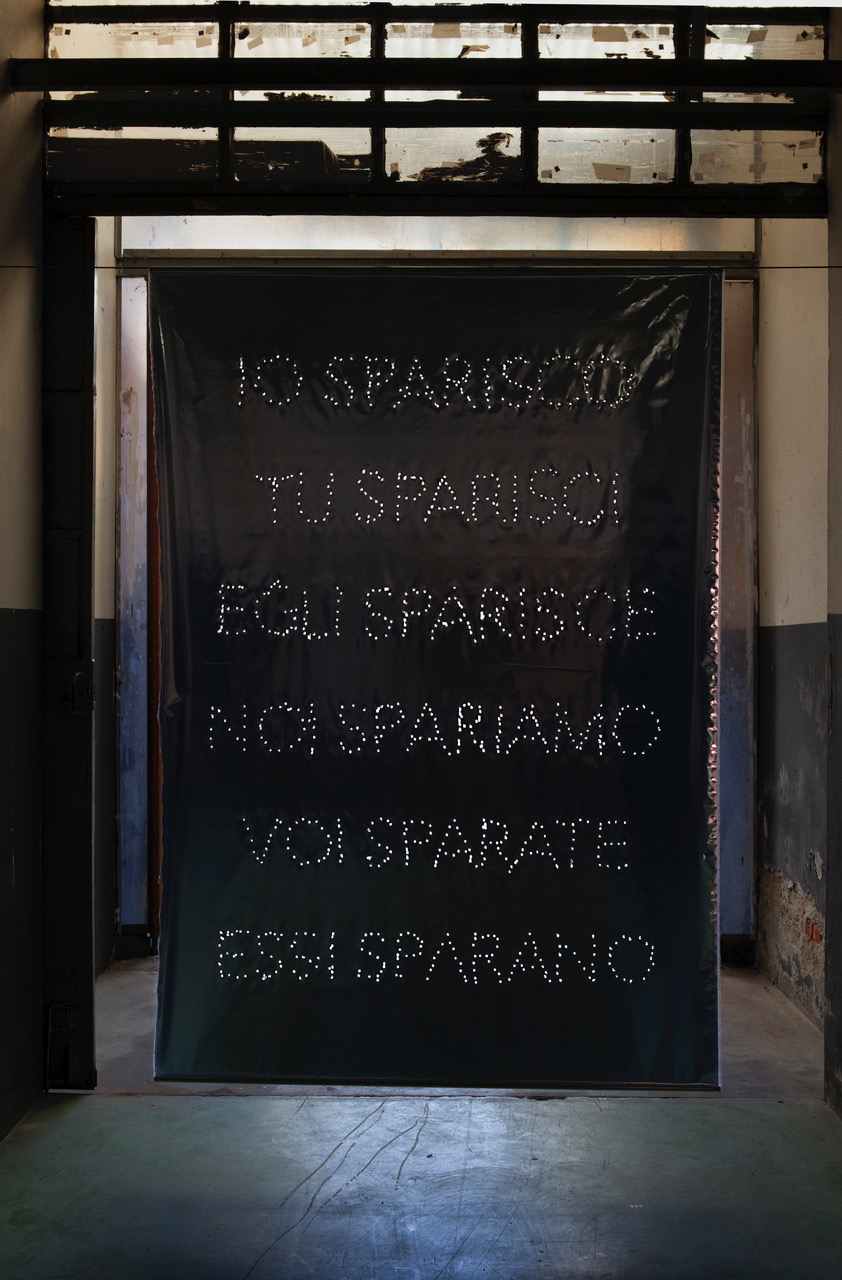 IO SPARISCO
TU SPARISCI
EGLI SPARISCE
NOI SPARIAMO
VOI SPARATE
ESSI SPARANO